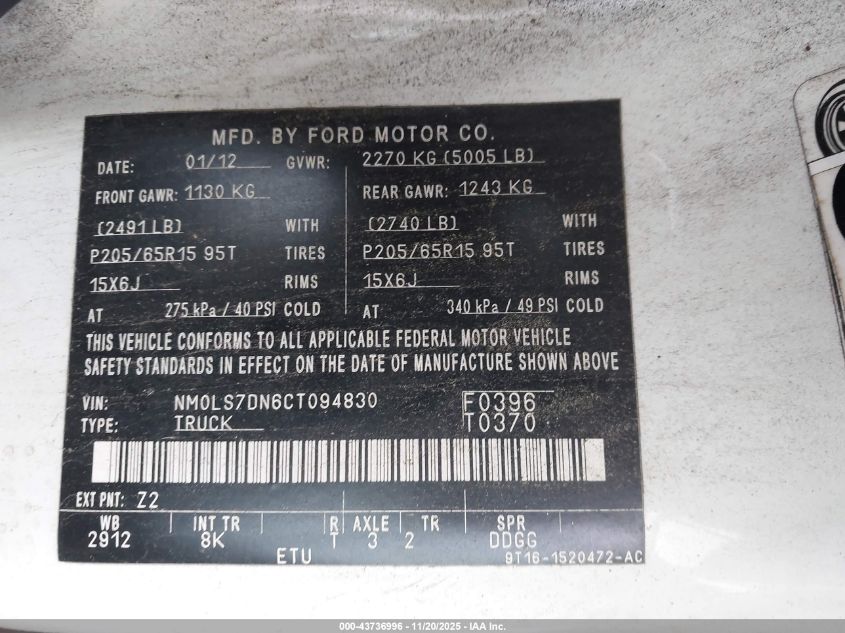 MFD. BY FORD MOTOR CO.
DATE: 01/12 GVWR: 2270 KG (5005 LB)
FRONT GAWR: 1130 KG REAR GAWR: 1243 KG
(2491 LB) WITH (2740 LB) WITH
P205/65R15 95T TIRES P205/65R15 95T TIRES
15X6J RIMS 15X6J RIMS
AT 275 kPa / 40 PSI COLD AT 340 kPa / 49 PSI COLD
THIS VEHICLE CONFORMS TO ALL APPLICABLE FEDERAL MOTOR VEHICLE
SAFETY STANDARDS IN EFFECT ON THE DATE OF MANUFACTURE SHOWN ABOVE
VIN: NM0LS7DN6CT094830 F0396
TYPE: TRUCK T0370
EXT PNT: Z2
WB INT TR R AXLE TR SPR
2912 8K T 3 2 DDGG
ETU 9T16-1520472-AC
000-43736996 - 11/20/2025 - IAA Inc.